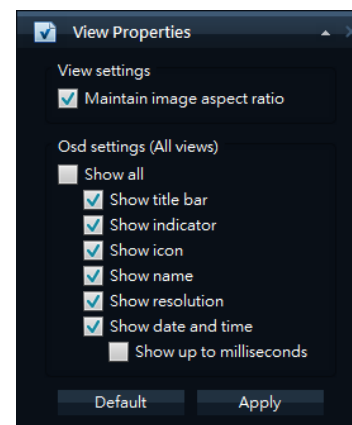 View Properties
View settings
Maintain image aspect ratio
Osd settings (All views)
Show all
Show title bar
Show indicator
Show icon
Show name
Show resolution
Show date and time
Show up to milliseconds
Default Apply